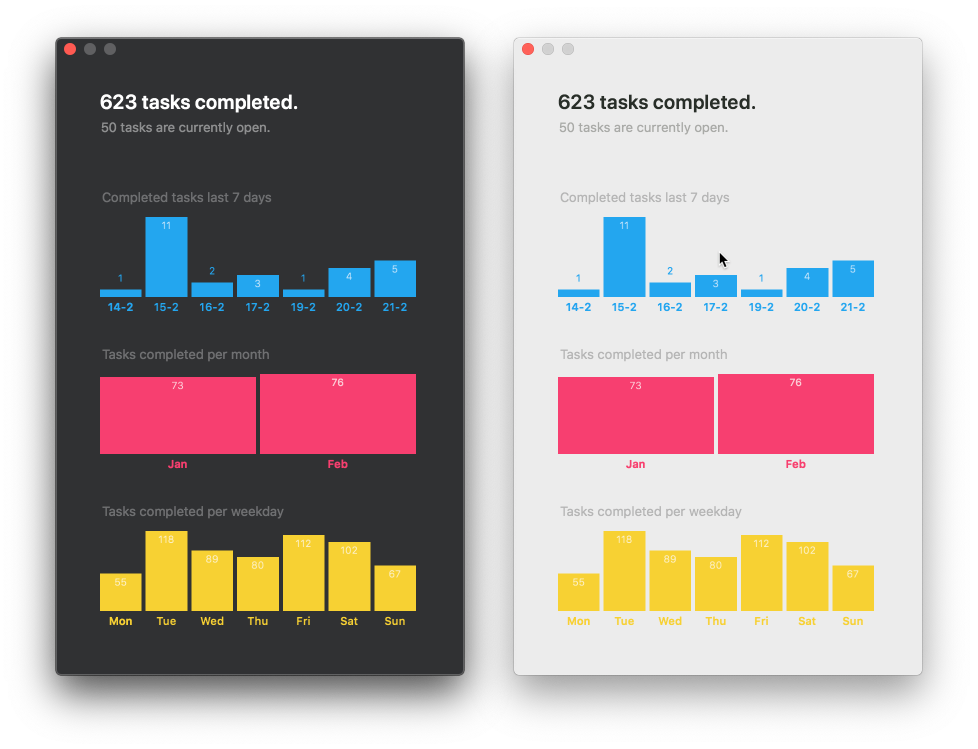 623 tasks completed.
50 tasks are currently open.
Completed tasks last 7 days
1 11 2 3 1 4 5
14-2 15-2 16-2 17-2 19-2 20-2 21-2
Tasks completed per month
73 76
Jan Feb
Tasks completed per weekday
55 118 89 80 112 102 67
Mon Tue Wed Thu Fri Sat Sun
623 tasks completed.
50 tasks are currently open.
Completed tasks last 7 days
1 11 2 3 1 4 5
14-2 15-2 16-2 17-2 19-2 20-2 21-2
Tasks completed per month
73 76
Jan Feb
Tasks completed per weekday
55 118 89 80 112 102 67
Mon Tue Wed Thu Fri Sat Sun